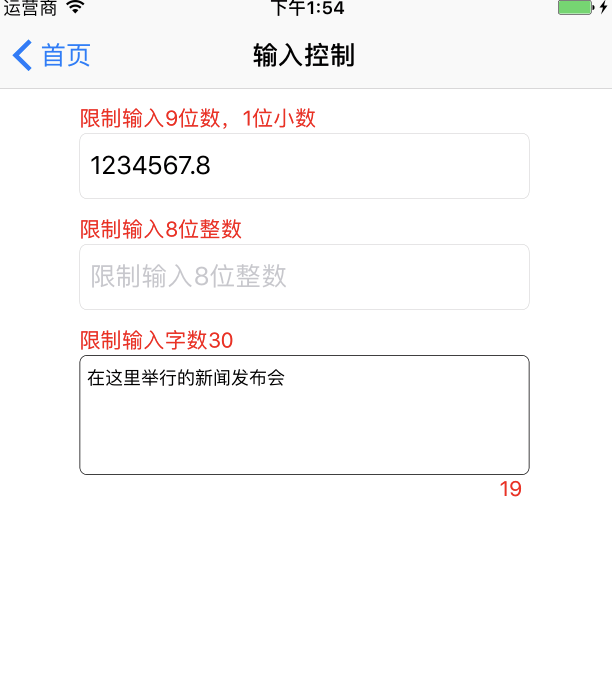 运营商 下午1:54
首页 输入控制
限制输入9位数，1位小数
1234567.8
限制输入8位整数
限制输入8位整数
限制输入字数30
在这里举行的新闻发布会
19